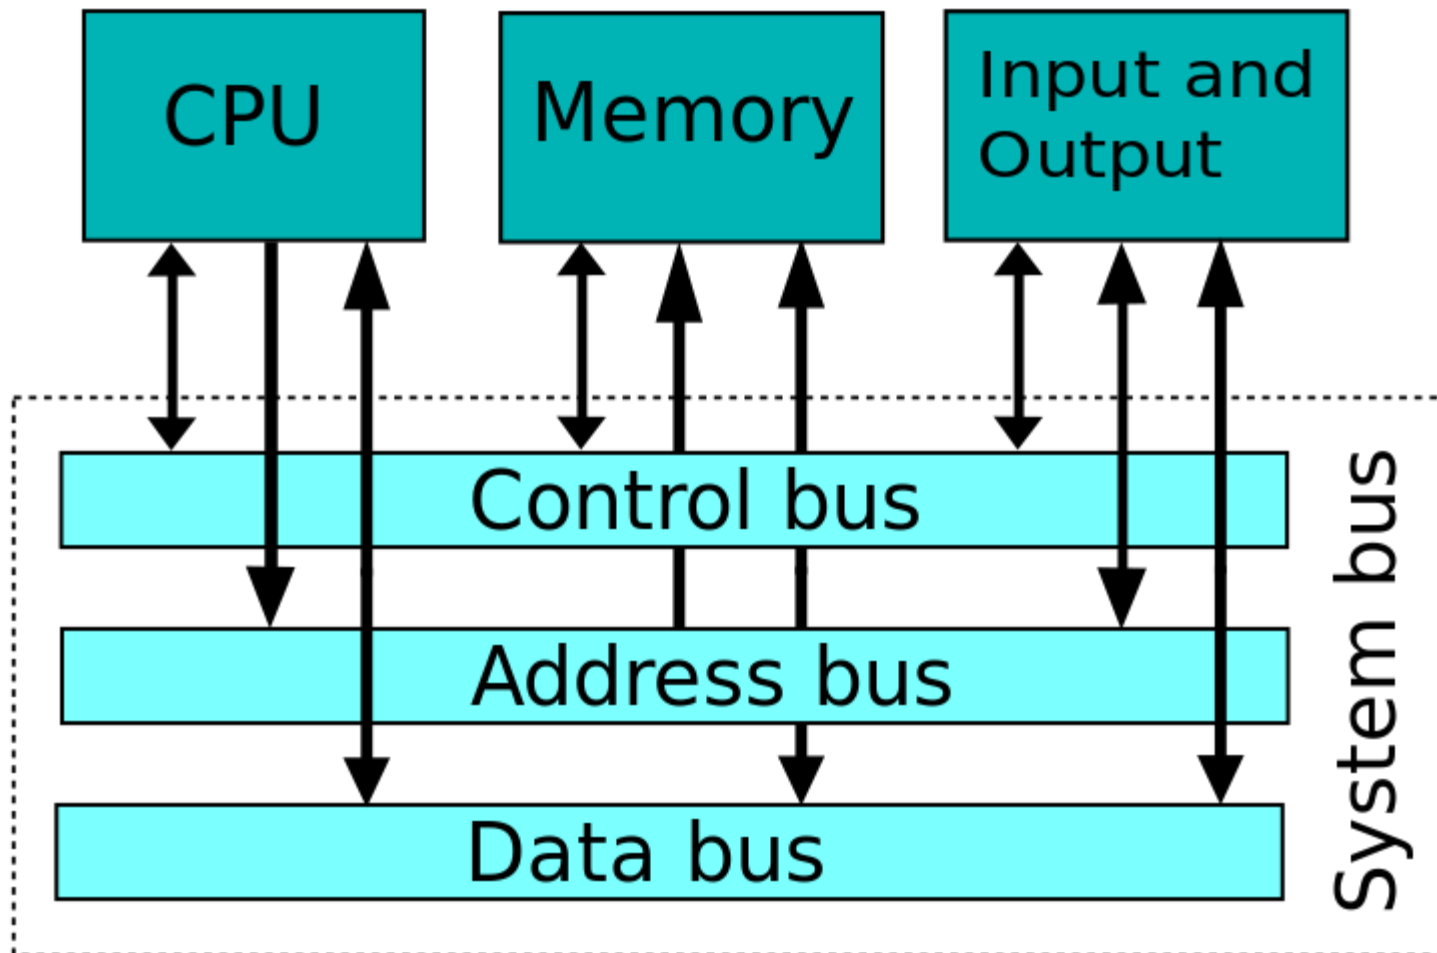 CPU
Memory
Input and
Output
Control bus
Address bus
Data bus
System bus